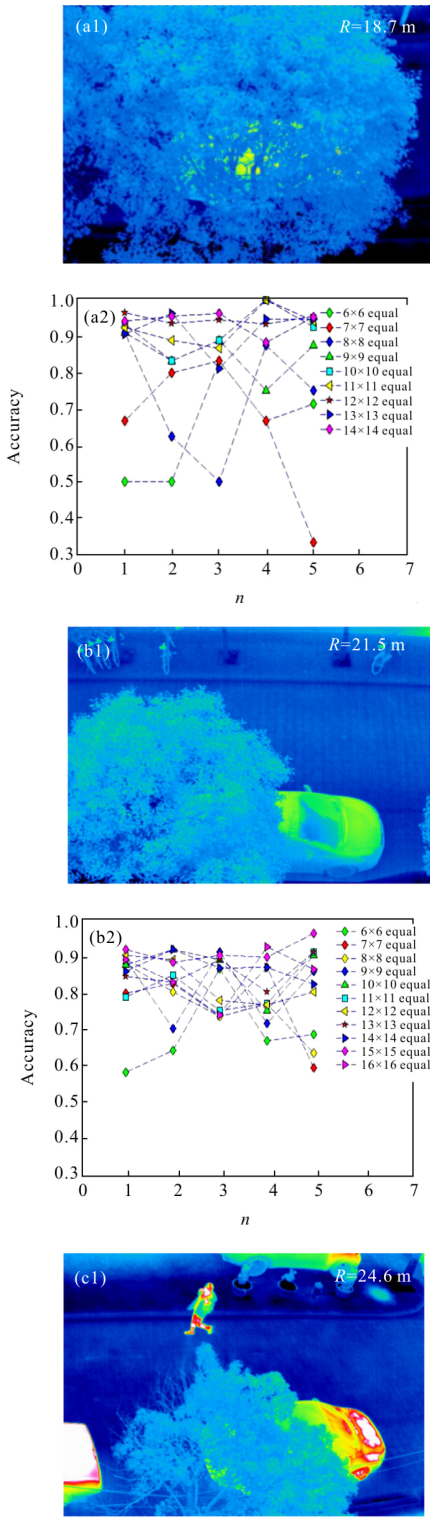 (a1) R=18.7 m
1.0
(a2)
0.9
0.8
0.7
0.6
0.5
0.4
0.3
Accuracy
6×6 equal
7×7 equal
8×8 equal
9×9 equal
10×10 equal
11×11 equal
12×12 equal
13×13 equal
14×14 equal
0 1 2 3 4 5 6 7
n
(b1) R=21.5 m
1.0
(b2)
0.9
0.8
0.7
0.6
0.5
0.4
0.3
Accuracy
6×6 equal
7×7 equal
8×8 equal
9×9 equal
10×10 equal
11×11 equal
12×12 equal
13×13 equal
14×14 equal
15×15 equal
16×16 equal
0 1 2 3 4 5 6 7
n
(c1) R=24.6 m